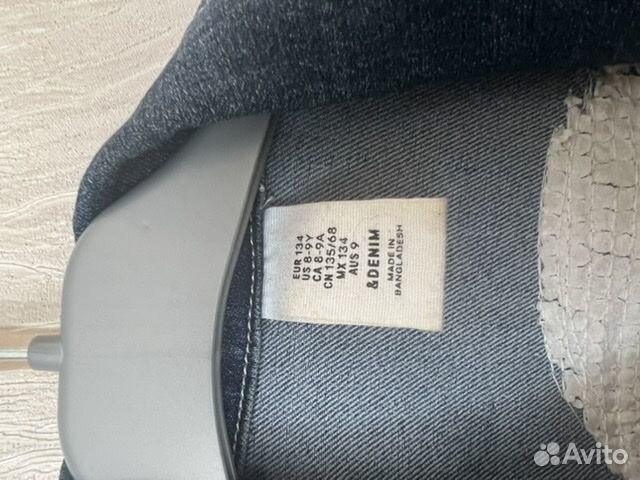 EUR 134
US 8-9Y
CA 8-9A
CN 135/68
MX 134
AUS 9
&DENIM
MADE IN
BANGLADESH
Avito